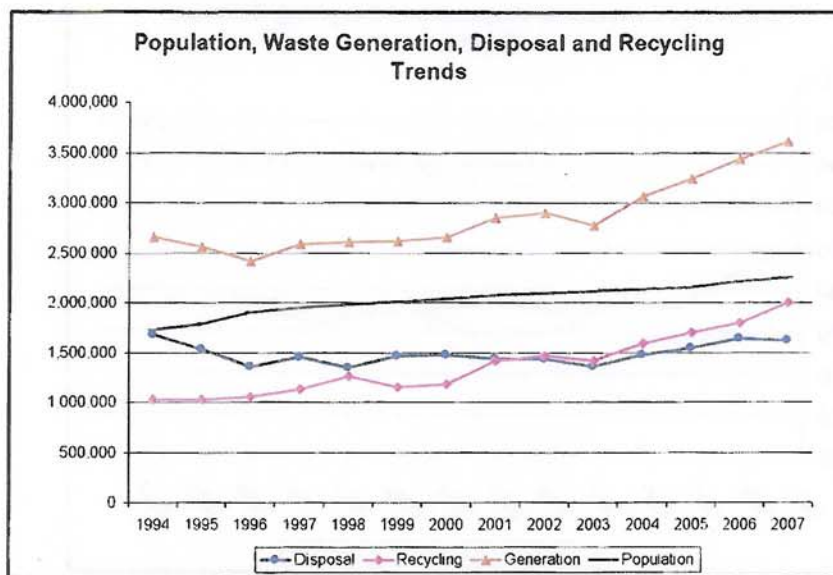 Population, Waste Generation, Disposal and Recycling
Trends
4.000,000
3.500.000
3.000,000
2.500,000
2.000,000
1.500,000
1.000,000
500,000
0
1994 1995 1996 1997 1998 1999 2000 2001 2002 2003 2004 2005 2006 2007
Disposal Recycling Generation Population